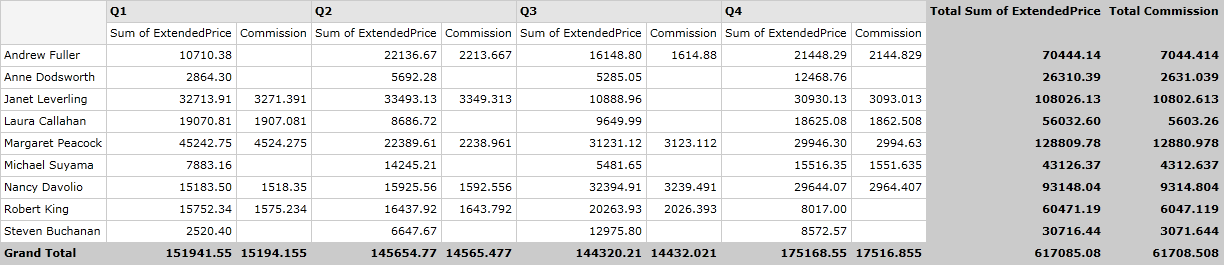 Q1 Q2 Q3 Q4 Total Sum of ExtendedPrice Total Commission
Sum of ExtendedPrice Commission Sum of ExtendedPrice Commission Sum of ExtendedPrice Commission Sum of ExtendedPrice Commission
Andrew Fuller 10710.38 22136.67 2213.667 16148.80 1614.88 21448.29 2144.829 70444.14 7044.414
Anne Dodsworth 2864.30 5692.28 5285.05 12468.76 26310.39 2631.039
Janet Leverling 32713.91 3271.391 33493.13 3349.313 10888.96 30930.13 3093.013 108026.13 10802.613
Laura Callahan 19070.81 1907.081 8686.72 9649.99 18625.08 1862.508 56032.60 5603.26
Margaret Peacock 45242.75 4524.275 22389.61 2238.961 31231.12 3123.112 29946.30 2994.63 128809.78 12880.978
Michael Suyama 7883.16 14245.21 5481.65 15516.35 1551.635 43126.37 4312.637
Nancy Davolio 15183.50 1518.35 15925.56 1592.556 32394.91 3239.491 29644.07 2964.407 93148.04 9314.804
Robert King 15752.34 1575.234 16437.92 1643.792 20263.93 2026.393 8017.00 60471.19 6047.119
Steven Buchanan 2520.40 6647.67 12975.80 8572.57 30716.44 3071.644
Grand Total 151941.55 15194.155 145654.77 14565.477 144320.21 14432.021 175168.55 17516.855 617085.08 61708.508